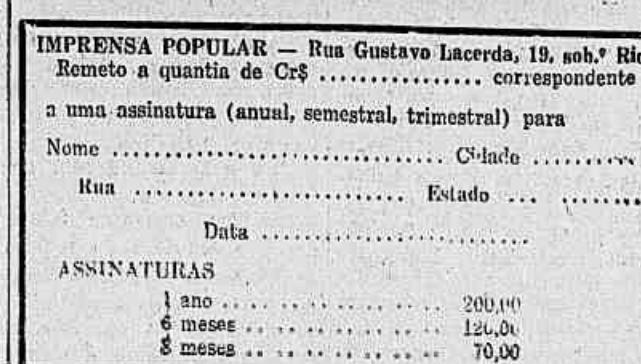 IMPRENSA POPULAR — Rua Gustavo Lacerda, 19, sob.º
Remeto a quantia de Cr$ ................ correspondente
a uma assinatura (anual, semestral, trimestral) para
Nome ................................ Cidade ..........
Rua .......................... Estado ... ........
Data ..........................
ASSINATURAS
1 ano .................... 200,00
6 meses .................... 120,00
3 meses .................... 70,00